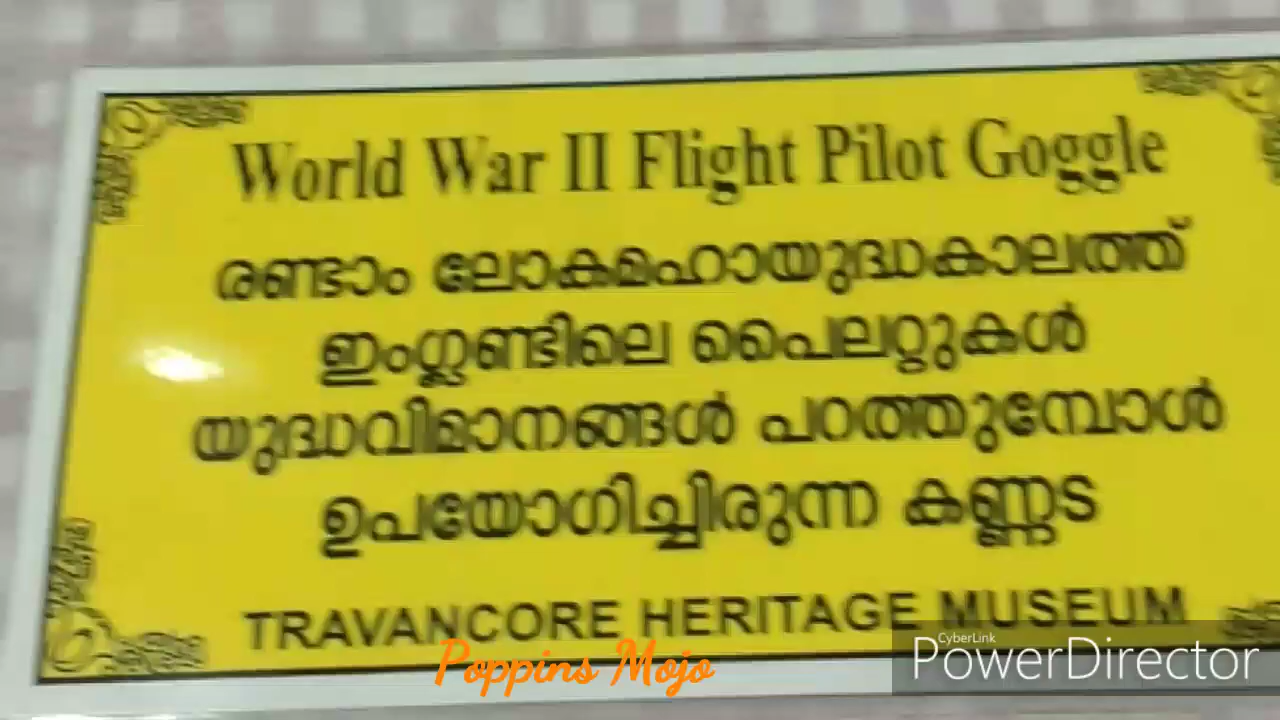 World War II Flight Pilot Goggle
രണ്ടാം ലോകമഹായുദ്ധകാലത്ത്
ഇംഗ്ലണ്ടിലെ പൈലറ്റുകൾ
യുദ്ധവിമാനങ്ങൾ പറത്തുമ്പോൾ
ഉപയോഗിച്ചിരുന്ന കണ്ണട
TRAVANCORE HERITAGE MUSEUM
Poppins Mojo
CyberLink
PowerDirector